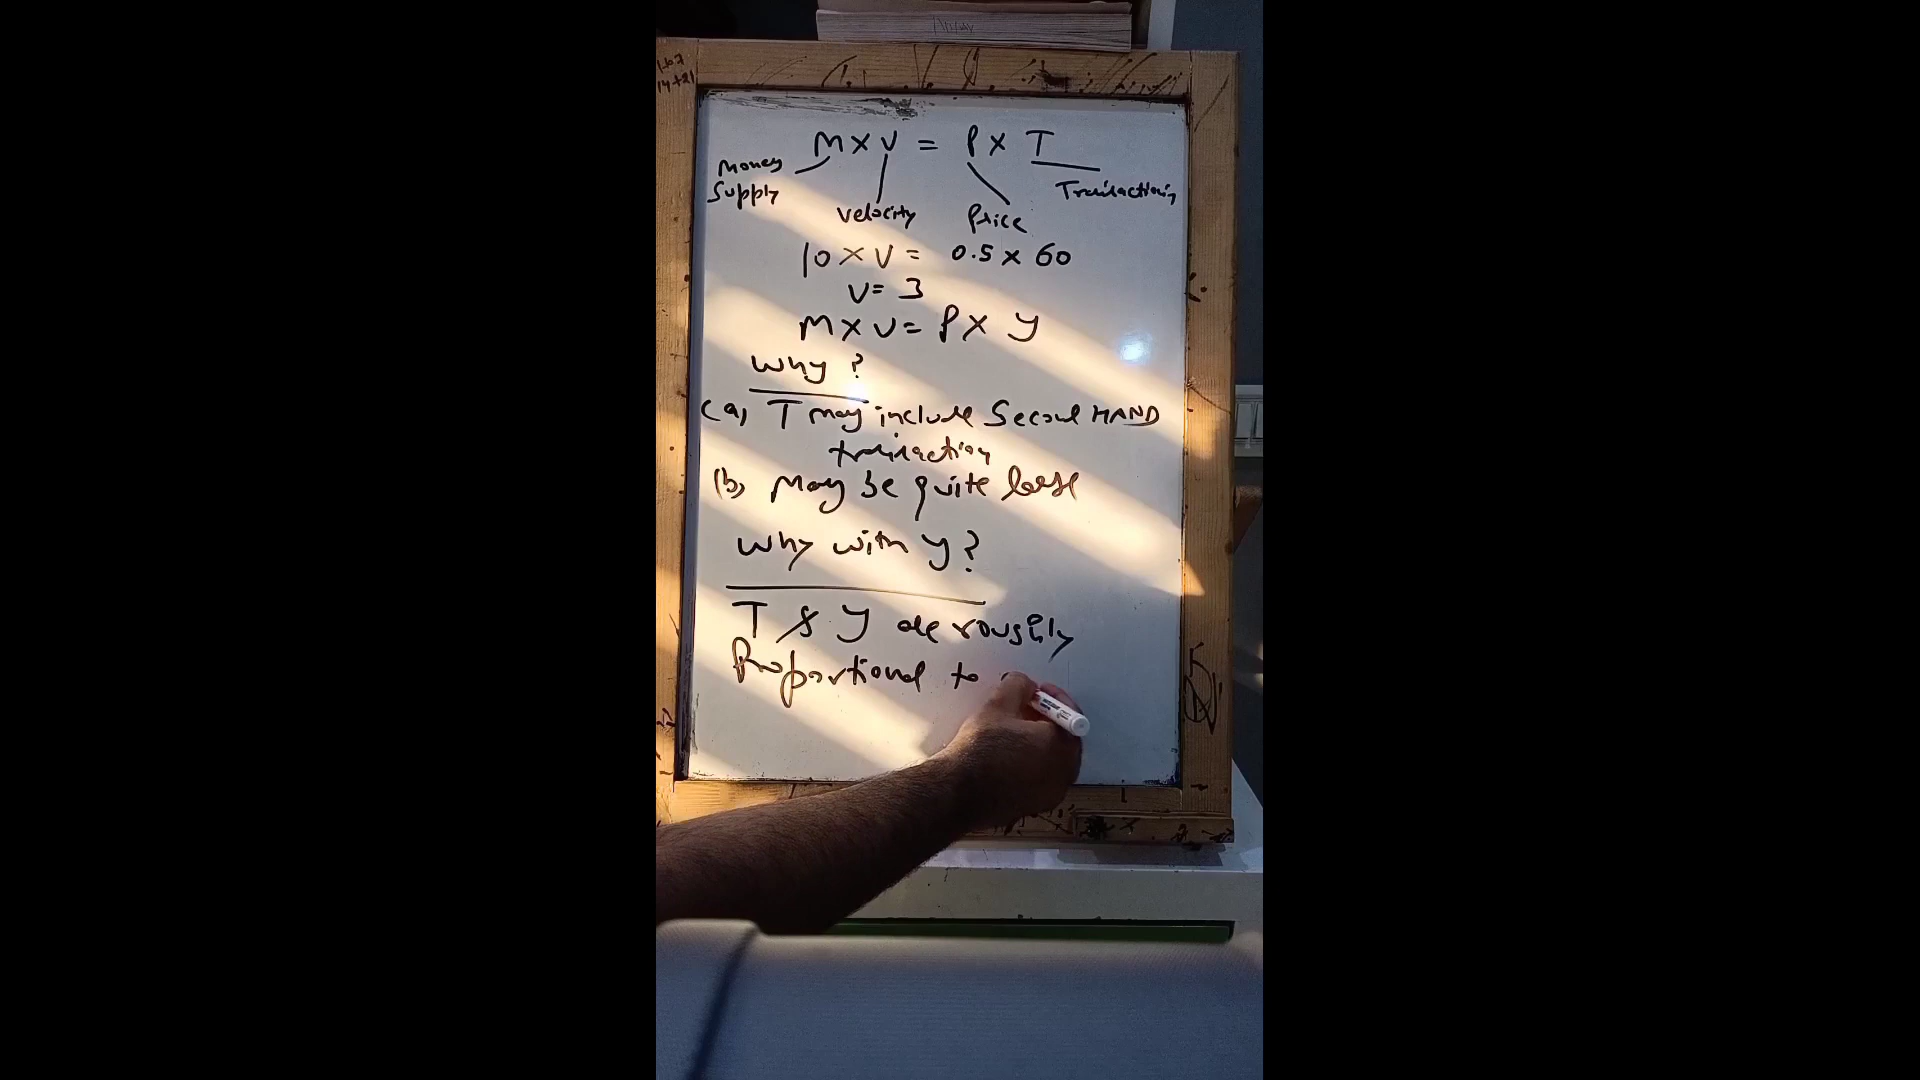 M × V = P × T
Money Supply
Velocity
Price
Transactions
10 × V = 0.5 × 60
V = 3
M × V = P × Y
Why ?
(a) T may include Second HAND
transaction
(b) May be quite large
Why with Y?
T & Y are roughly
Proportional to